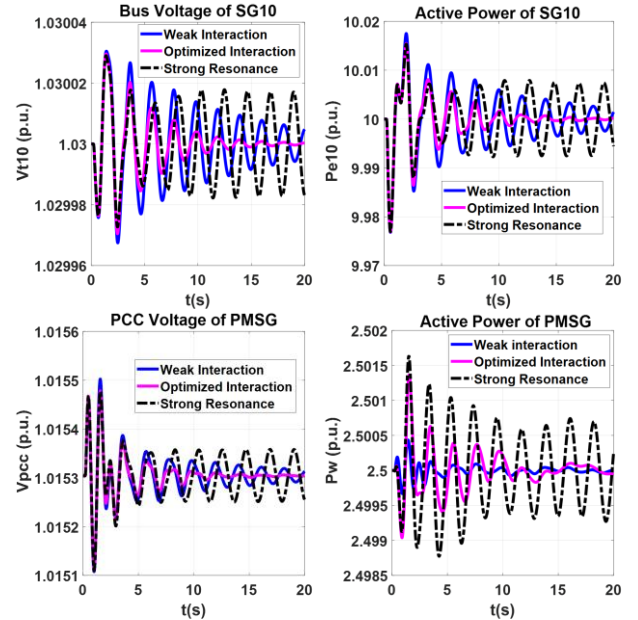 Bus Voltage of SG10
1.03004
1.03002
1.03
1.02998
1.02996
Vt10 (p.u.)
Weak Interaction
Optimized Interaction
Strong Resonance
0 5 10 15 20
t(s)
Active Power of SG10
10.02
10.01
10
9.99
9.98
9.97
Pe10 (p.u.)
Weak Interaction
Optimized Interaction
Strong Resonance
0 5 10 15 20
t(s)
PCC Voltage of PMSG
1.0156
1.0155
1.0154
1.0153
1.0152
1.0151
Vpcc (p.u.)
Weak Interaction
Optimized Interaction
Strong Resonance
0 5 10 15 20
t(s)
Active Power of PMSG
2.502
2.5015
2.501
2.5005
2.5
2.4995
2.499
2.4985
Pw (p.u.)
Weak interaction
Optimized Interaction
Strong Resonance
0 5 10 15 20
t(s)